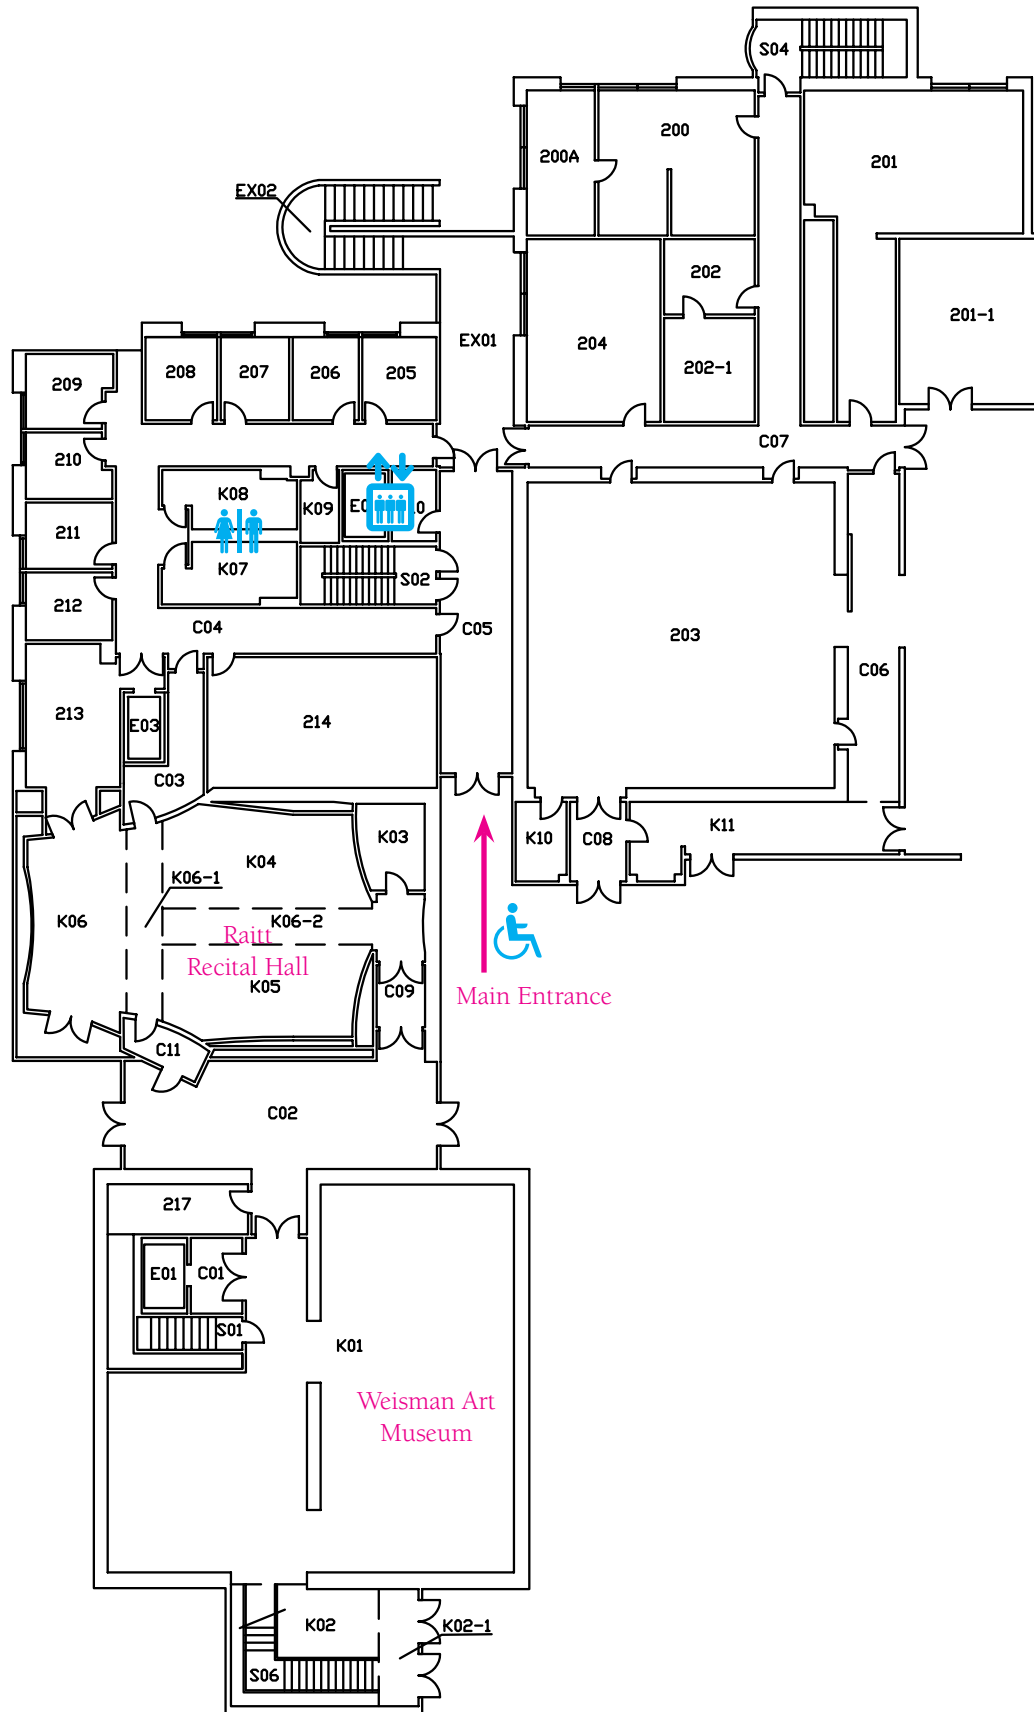 S04
200
200A
201
EX02
202
201-1
EX01
204
202-1
208
207
206
205
209
C07
210
K08
K09
211
K07
S02
212
C04
C05
203
C06
213
E03
214
C03
K10
C08
K11
K03
K04
K06-1
K06
K06-2
Raitt
Recital Hall
K05
C09
Main Entrance
C11
C02
217
E01
C01
S01
K01
Weisman Art
Museum
K02
K02-1
S06